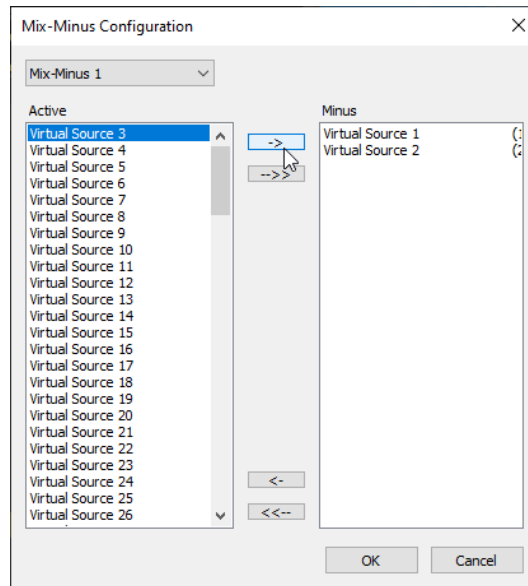 Mix-Minus Configuration
Mix-Minus 1
Active
Virtual Source 3
Virtual Source 4
Virtual Source 5
Virtual Source 6
Virtual Source 7
Virtual Source 8
Virtual Source 9
Virtual Source 10
Virtual Source 11
Virtual Source 12
Virtual Source 13
Virtual Source 14
Virtual Source 15
Virtual Source 16
Virtual Source 17
Virtual Source 18
Virtual Source 19
Virtual Source 20
Virtual Source 21
Virtual Source 22
Virtual Source 23
Virtual Source 24
Virtual Source 25
Virtual Source 26
->
-->>
<-
<<--
Minus
Virtual Source 1
Virtual Source 2 (2
OK
Cancel